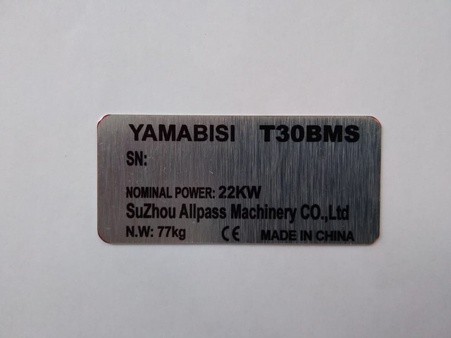 YAMABISI T30BMS
SN:
NOMINAL POWER: 22KW
SuZhou Allpass Machinery CO.,Ltd
N.W: 77kg CE MADE IN CHINA